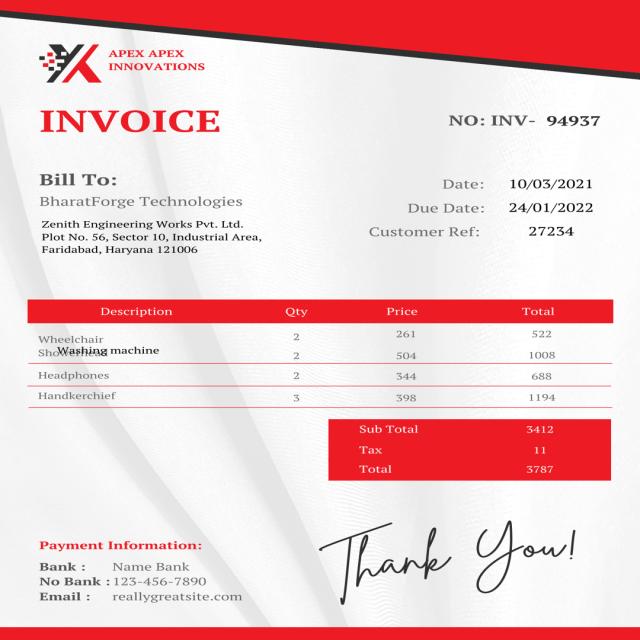 APEX APEX
INNOVATIONS
INVOICE
NO: INV- 94937
Bill To:
BharatForge Technologies
Zenith Engineering Works Pvt. Ltd.
Plot No. 56, Sector 10, Industrial Area,
Faridabad, Haryana 121006
Date: 10/03/2021
Due Date: 24/01/2022
Customer Ref: 27234
Description Qty Price Total
Wheelchair 2 261 522
Washing machine
Showerhead 2 504 1008
Headphones 2 344 688
Handkerchief 3 398 1194
Sub Total 3412
Tax 11
Total 3787
Thank You!
Payment Information:
Bank : Name Bank
No Bank : 123-456-7890
Email : reallygreatsite.com